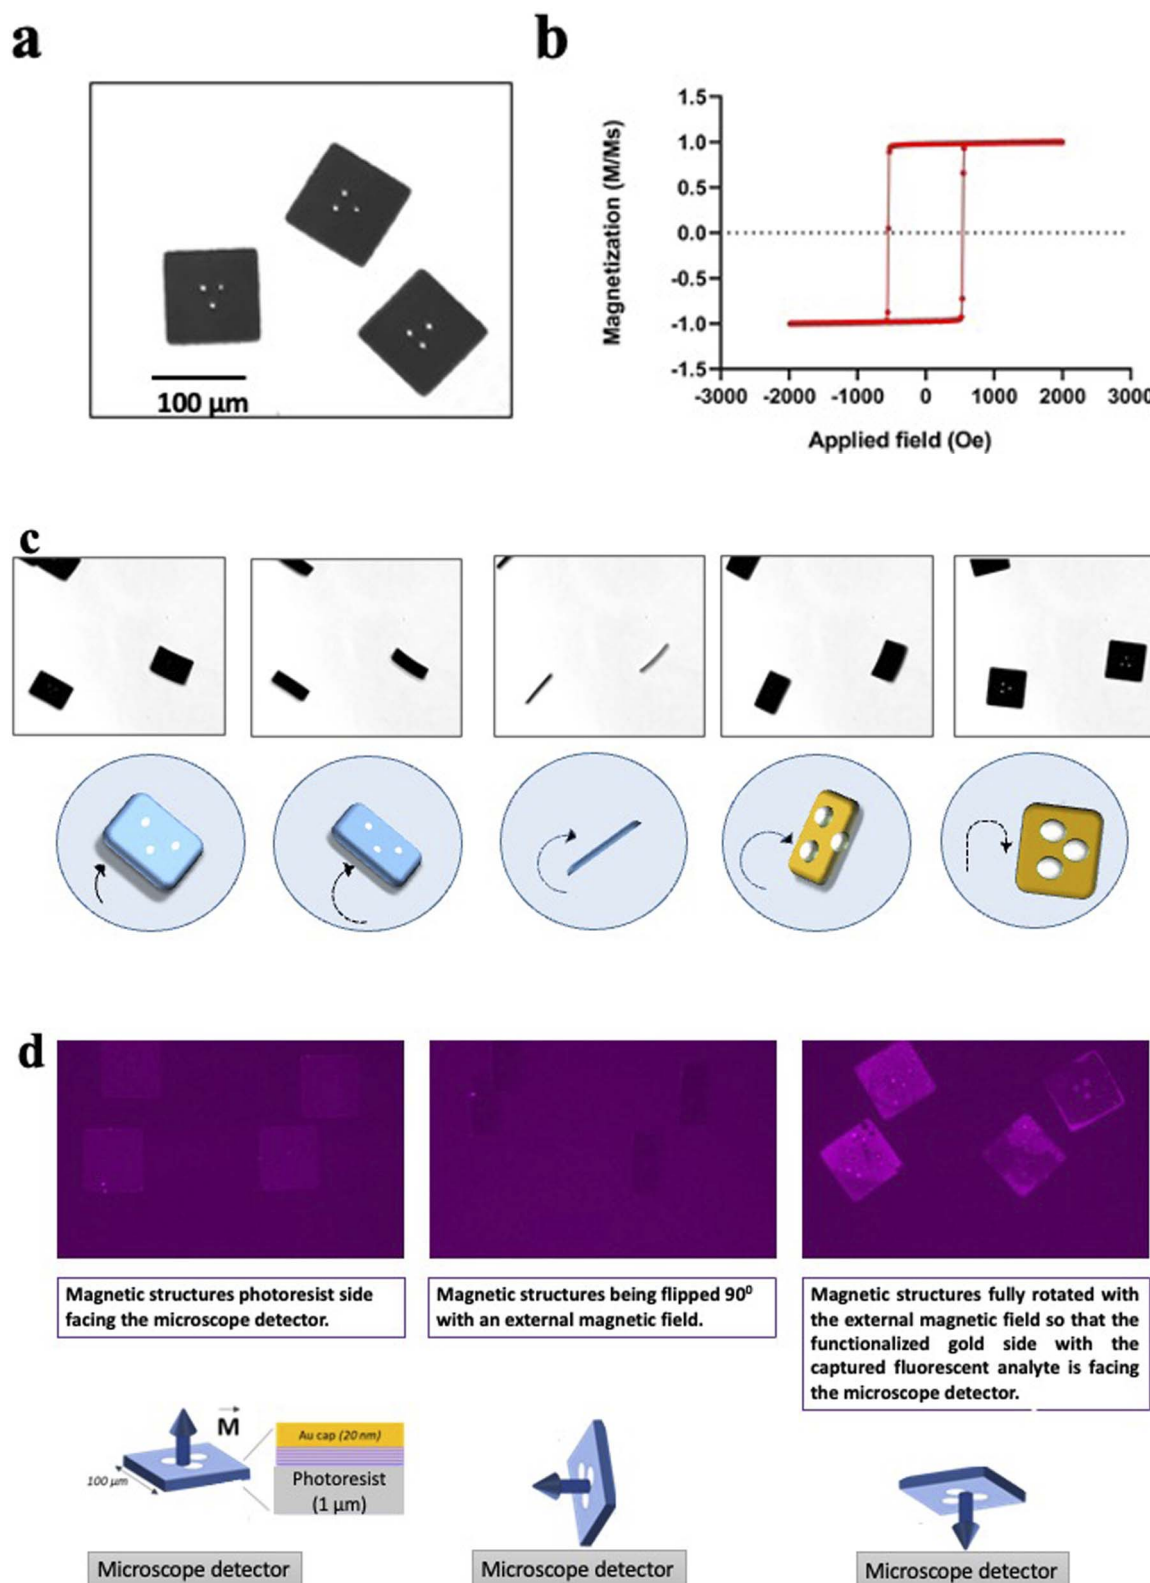 a
100 μm
b
Magnetization (M/Ms)
1.5
1.0
0.5
0.0
-0.5
-1.0
-1.5
-3000 -2000 -1000 0 1000 2000 3000
Applied field (Oe)
c
d
Magnetic structures photoresist side
facing the microscope detector.
Magnetic structures being flipped 90⁰
with an external magnetic field.
Magnetic structures fully rotated with
the external magnetic field so that the
functionalized gold side with the
captured fluorescent analyte is facing
the microscope detector.
M
100 μm
Au cap (20 nm)
Photoresist
(1 μm)
Microscope detector
Microscope detector
Microscope detector